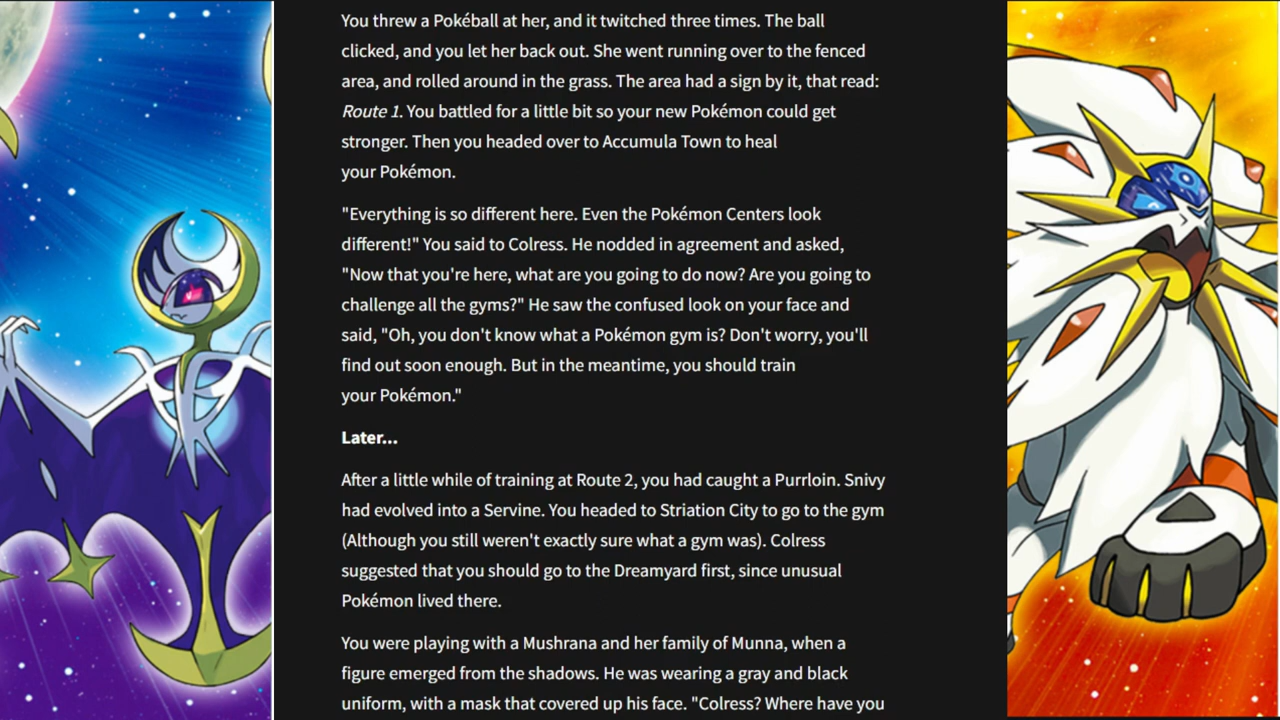 You threw a Pokéball at her, and it twitched three times. The ball
clicked, and you let her back out. She went running over to the fenced
area, and rolled around in the grass. The area had a sign by it, that read:
Route 1. You battled for a little bit so your new Pokémon could get
stronger. Then you headed over to Accumula Town to heal
your Pokémon.
"Everything is so different here. Even the Pokémon Centers look
different!" You said to Colress. He nodded in agreement and asked,
"Now that you're here, what are you going to do now? Are you going to
challenge all the gyms?" He saw the confused look on your face and
said, "Oh, you don't know what a Pokémon gym is? Don't worry, you'll
find out soon enough. But in the meantime, you should train
your Pokémon."
Later...
After a little while of training at Route 2, you had caught a Purrloin. Snivy
had evolved into a Servine. You headed to Striation City to go to the gym
(Although you still weren't exactly sure what a gym was). Colress
suggested that you should go to the Dreamyard first, since unusual
Pokémon lived there.
You were playing with a Mushrana and her family of Munna, when a
figure emerged from the shadows. He was wearing a gray and black
uniform, with a mask that covered up his face. "Colress? Where have you